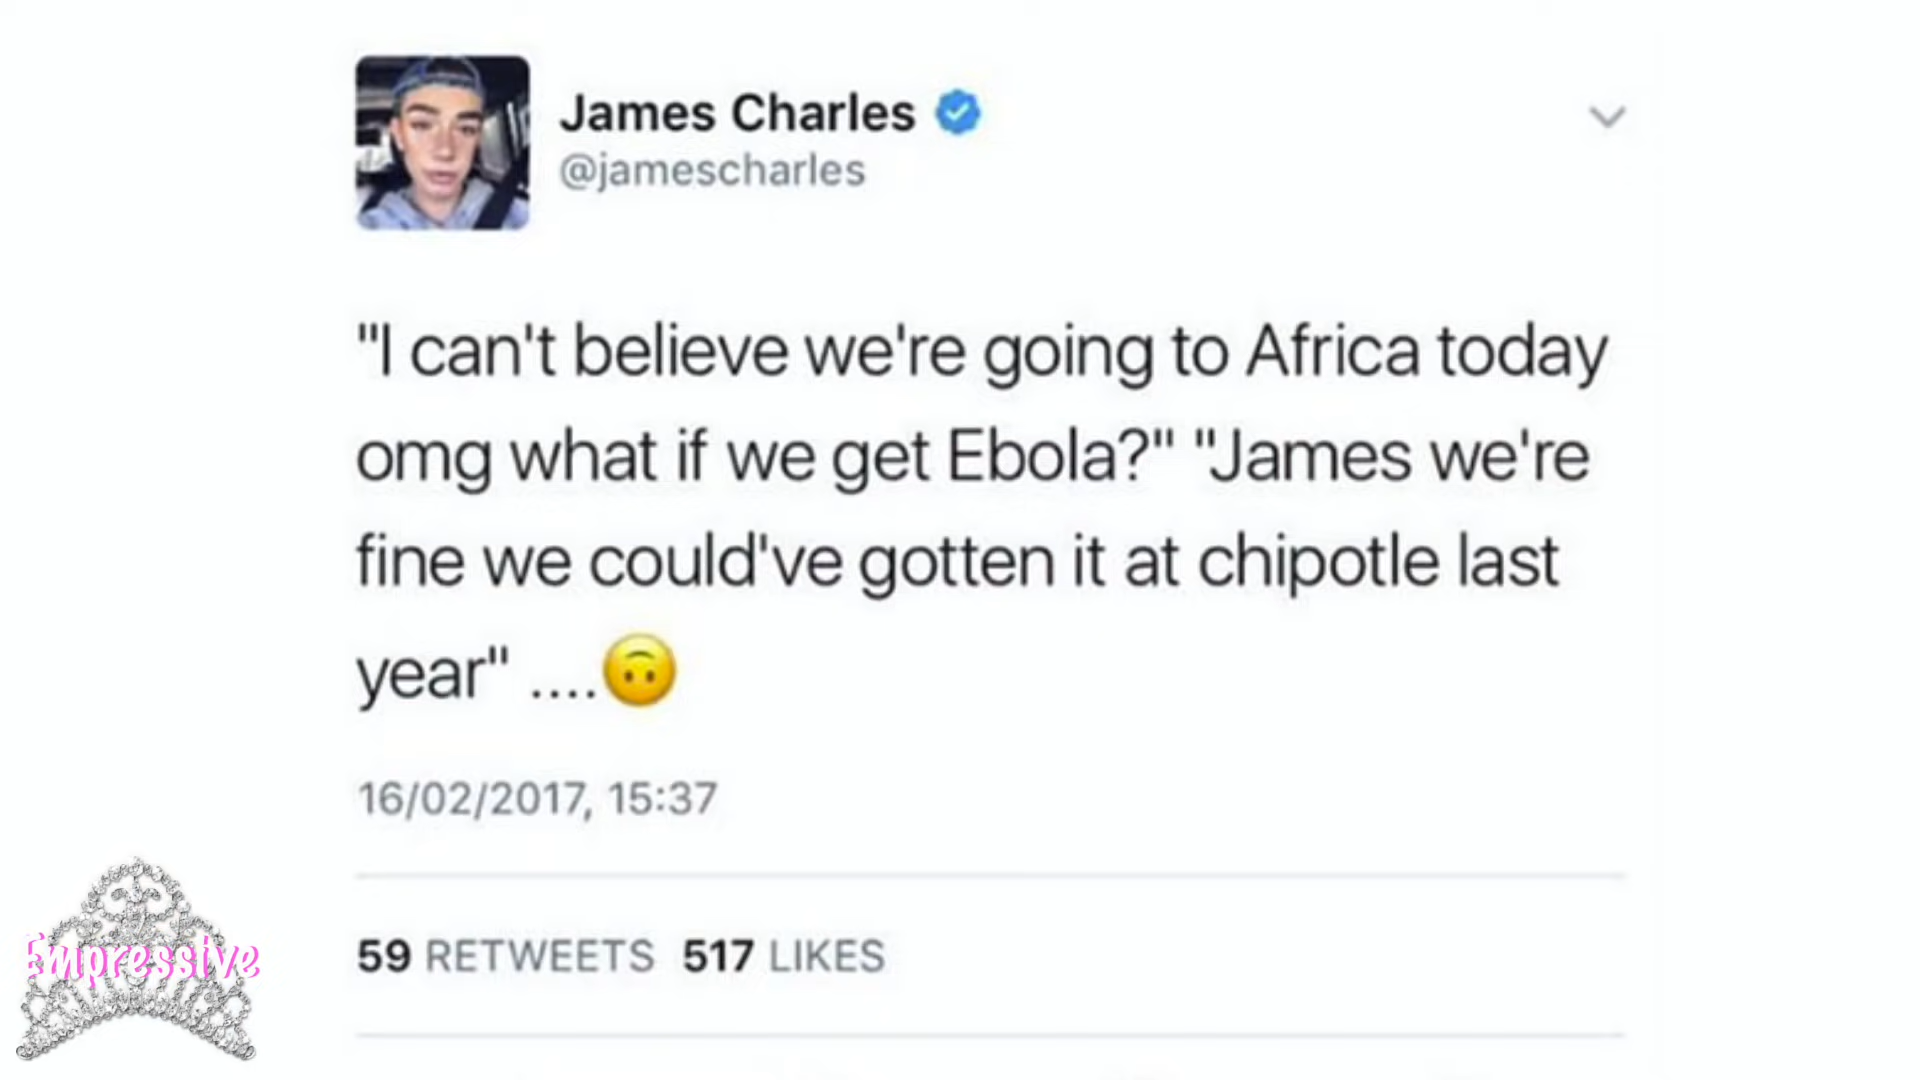 James Charles
@jamescharles
"I can't believe we're going to Africa today
omg what if we get Ebola?" "James we're
fine we could've gotten it at chipotle last
year" ....🙃
16/02/2017, 15:37
59 RETWEETS 517 LIKES
Empressive